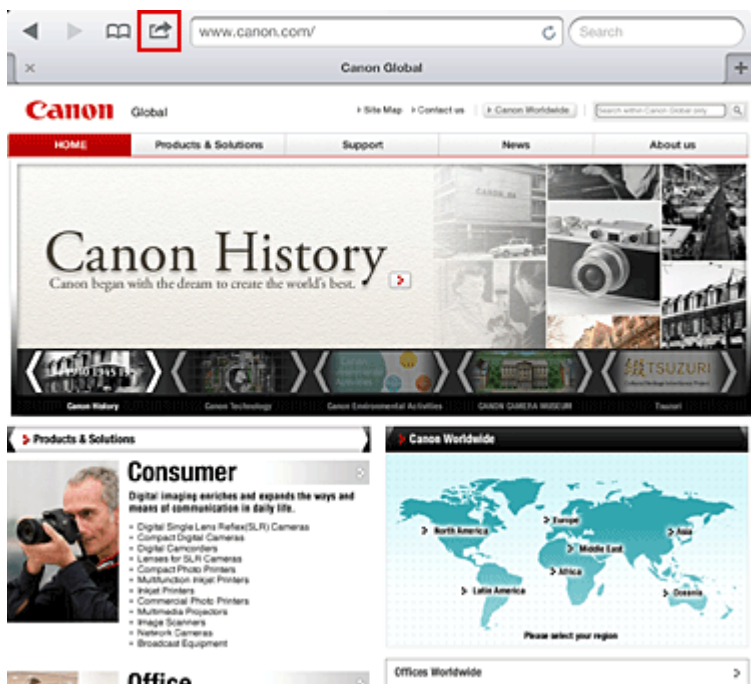 www.canon.com/
Search
Canon Global
Canon Global
Site Map Contact us Canon Worldwide Search within Canon Global only
HOME Products & Solutions Support News About us
CANON
Canon History
Canon began with the dream to create the world's best.
TSUZURI
Canon History Canon Technology Canon Environmental Activities CANON CAMERA MUSEUM Tsuzuri
Products & Solutions
Consumer
Digital imaging enriches and expands the ways and
means of communication in daily life.
Digital Single Lens Reflex(SLR) Cameras
Compact Digital Cameras
Digital Camcorders
Lenses for SLR Cameras
Compact Photo Printers
Multifunction Inkjet Printers
Inkjet Printers
Commercial Photo Printers
Multimedia Projectors
Image Scanners
Network Cameras
Broadcast Equipment
Office
Canon Worldwide
North America
Europe
Asia
Middle East
Africa
Latin America
Oceania
Please select your region
Offices Worldwide